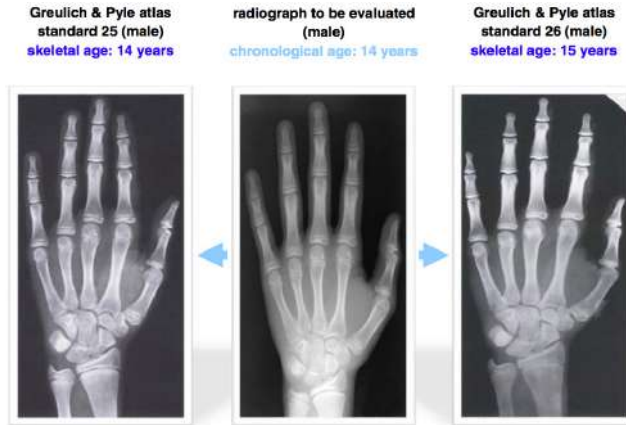 Greulich & Pyle atlas
standard 25 (male)
skeletal age: 14 years
radiograph to be evaluated
(male)
chronological age: 14 years
Greulich & Pyle atlas
standard 26 (male)
skeletal age: 15 years